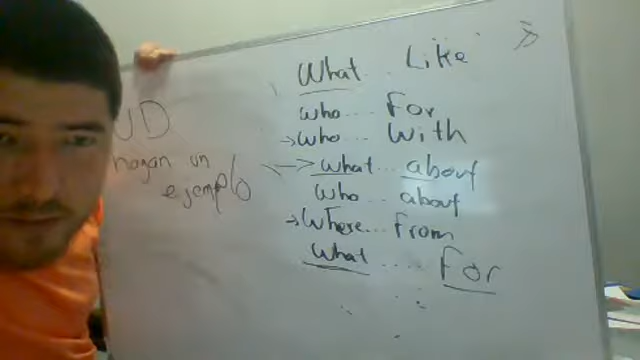 UD
hagan un
ejemplo
What .. Like
who ... For
→ who ... with
→ what ... about
who ... about
→ Where ... From
What .... For